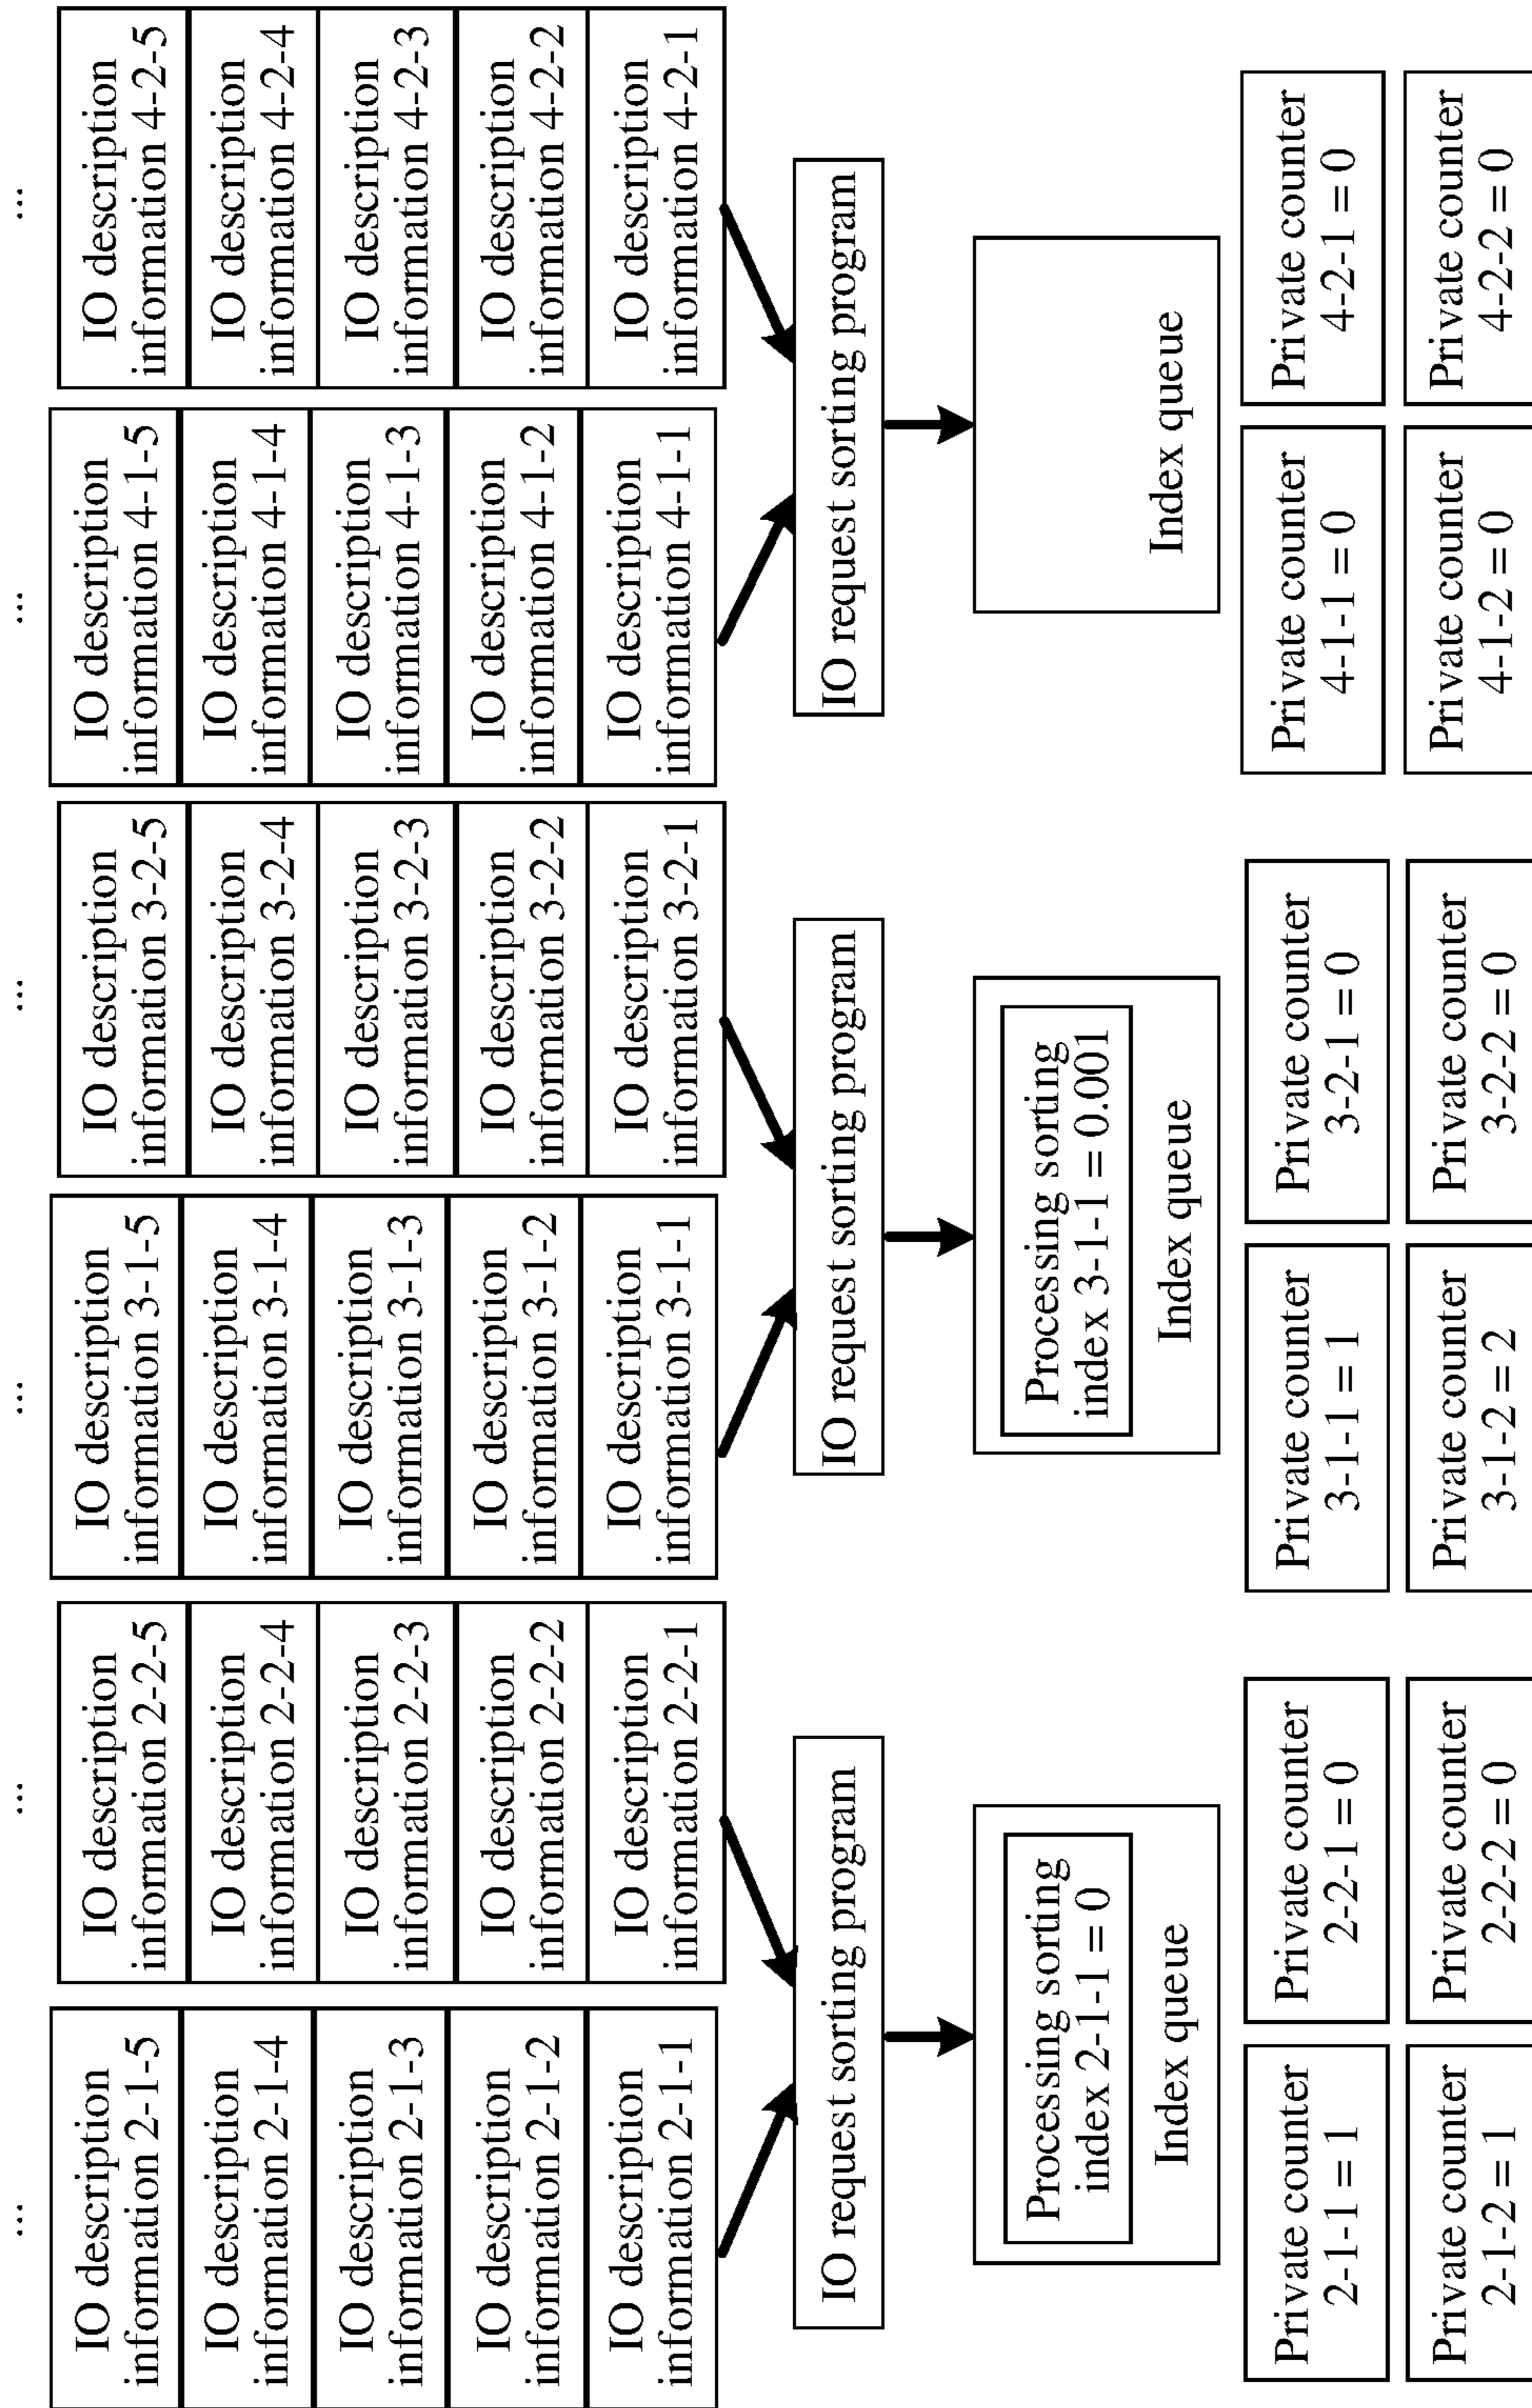 ...
...
...
...
...
...
IO description
information 2-1-5
IO description
information 2-1-4
IO description
information 2-1-3
IO description
information 2-1-2
IO description
information 2-1-1
IO description
information 2-2-5
IO description
information 2-2-4
IO description
information 2-2-3
IO description
information 2-2-2
IO description
information 2-2-1
IO request sorting program
Processing sorting
index 2-1-1 = 0
Index queue
Private counter
2-1-1 = 1
Private counter
2-2-1 = 0
Private counter
2-1-2 = 1
Private counter
2-2-2 = 0
IO description
information 3-1-5
IO description
information 3-1-4
IO description
information 3-1-3
IO description
information 3-1-2
IO description
information 3-1-1
IO description
information 3-2-5
IO description
information 3-2-4
IO description
information 3-2-3
IO description
information 3-2-2
IO description
information 3-2-1
IO request sorting program
Processing sorting
index 3-1-1 = 0.001
Index queue
Private counter
3-1-1 = 1
Private counter
3-2-1 = 0
Private counter
3-1-2 = 2
Private counter
3-2-2 = 0
IO description
information 4-1-5
IO description
information 4-1-4
IO description
information 4-1-3
IO description
information 4-1-2
IO description
information 4-1-1
IO description
information 4-2-5
IO description
information 4-2-4
IO description
information 4-2-3
IO description
information 4-2-2
IO description
information 4-2-1
IO request sorting program
Index queue
Private counter
4-1-1 = 0
Private counter
4-2-1 = 0
Private counter
4-1-2 = 0
Private counter
4-2-2 = 0